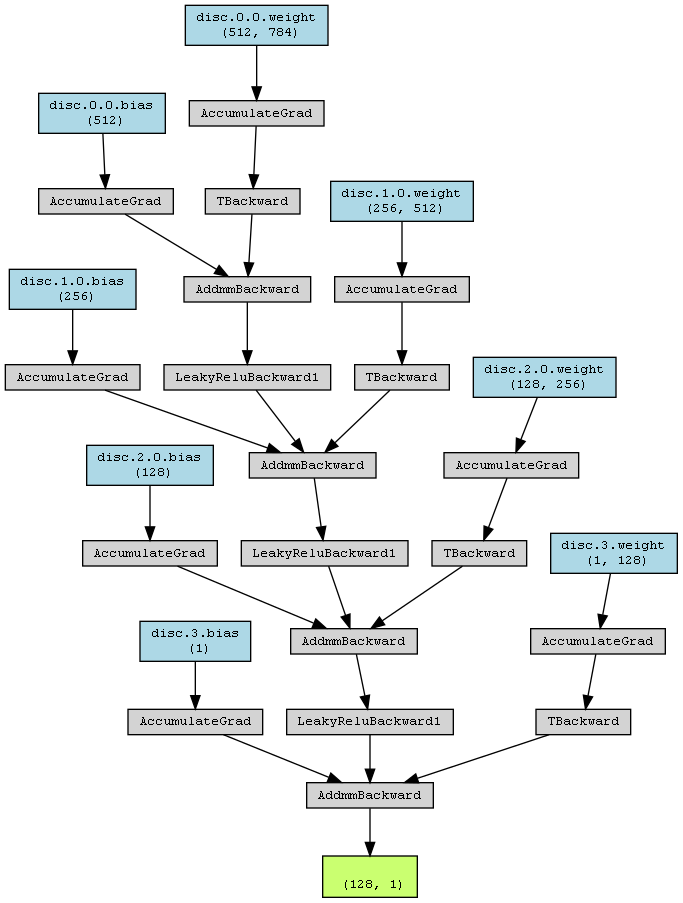 disc.0.0.weight
(512, 784)
disc.0.0.bias
(512)
AccumulateGrad
disc.1.0.weight
(256, 512)
AccumulateGrad
TBackward
disc.1.0.bias
(256)
AddmmBackward
AccumulateGrad
disc.2.0.weight
(128, 256)
AccumulateGrad
LeakyReluBackward1
TBackward
disc.2.0.bias
(128)
AddmmBackward
AccumulateGrad
disc.3.weight
(1, 128)
AccumulateGrad
LeakyReluBackward1
TBackward
disc.3.bias
(1)
AddmmBackward
AccumulateGrad
AccumulateGrad
LeakyReluBackward1
TBackward
AddmmBackward
(128, 1)